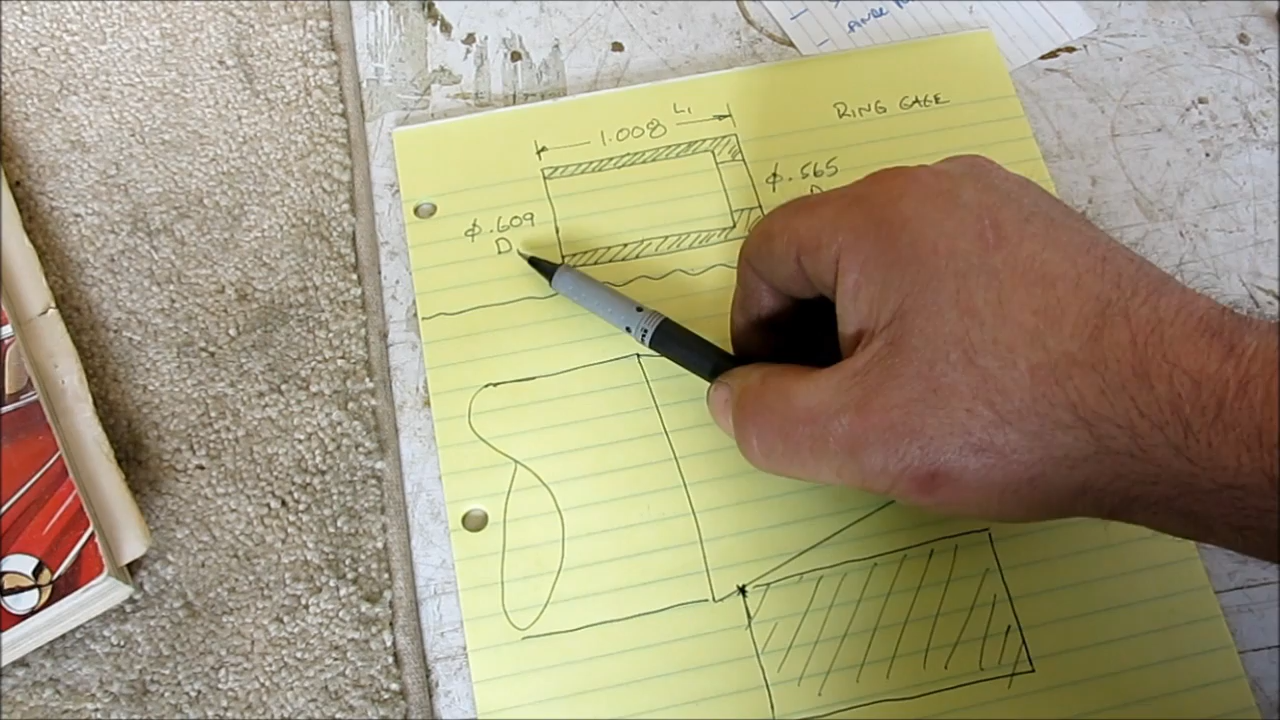 RING GAGE
L1
1.008
φ.565
φ.609
D